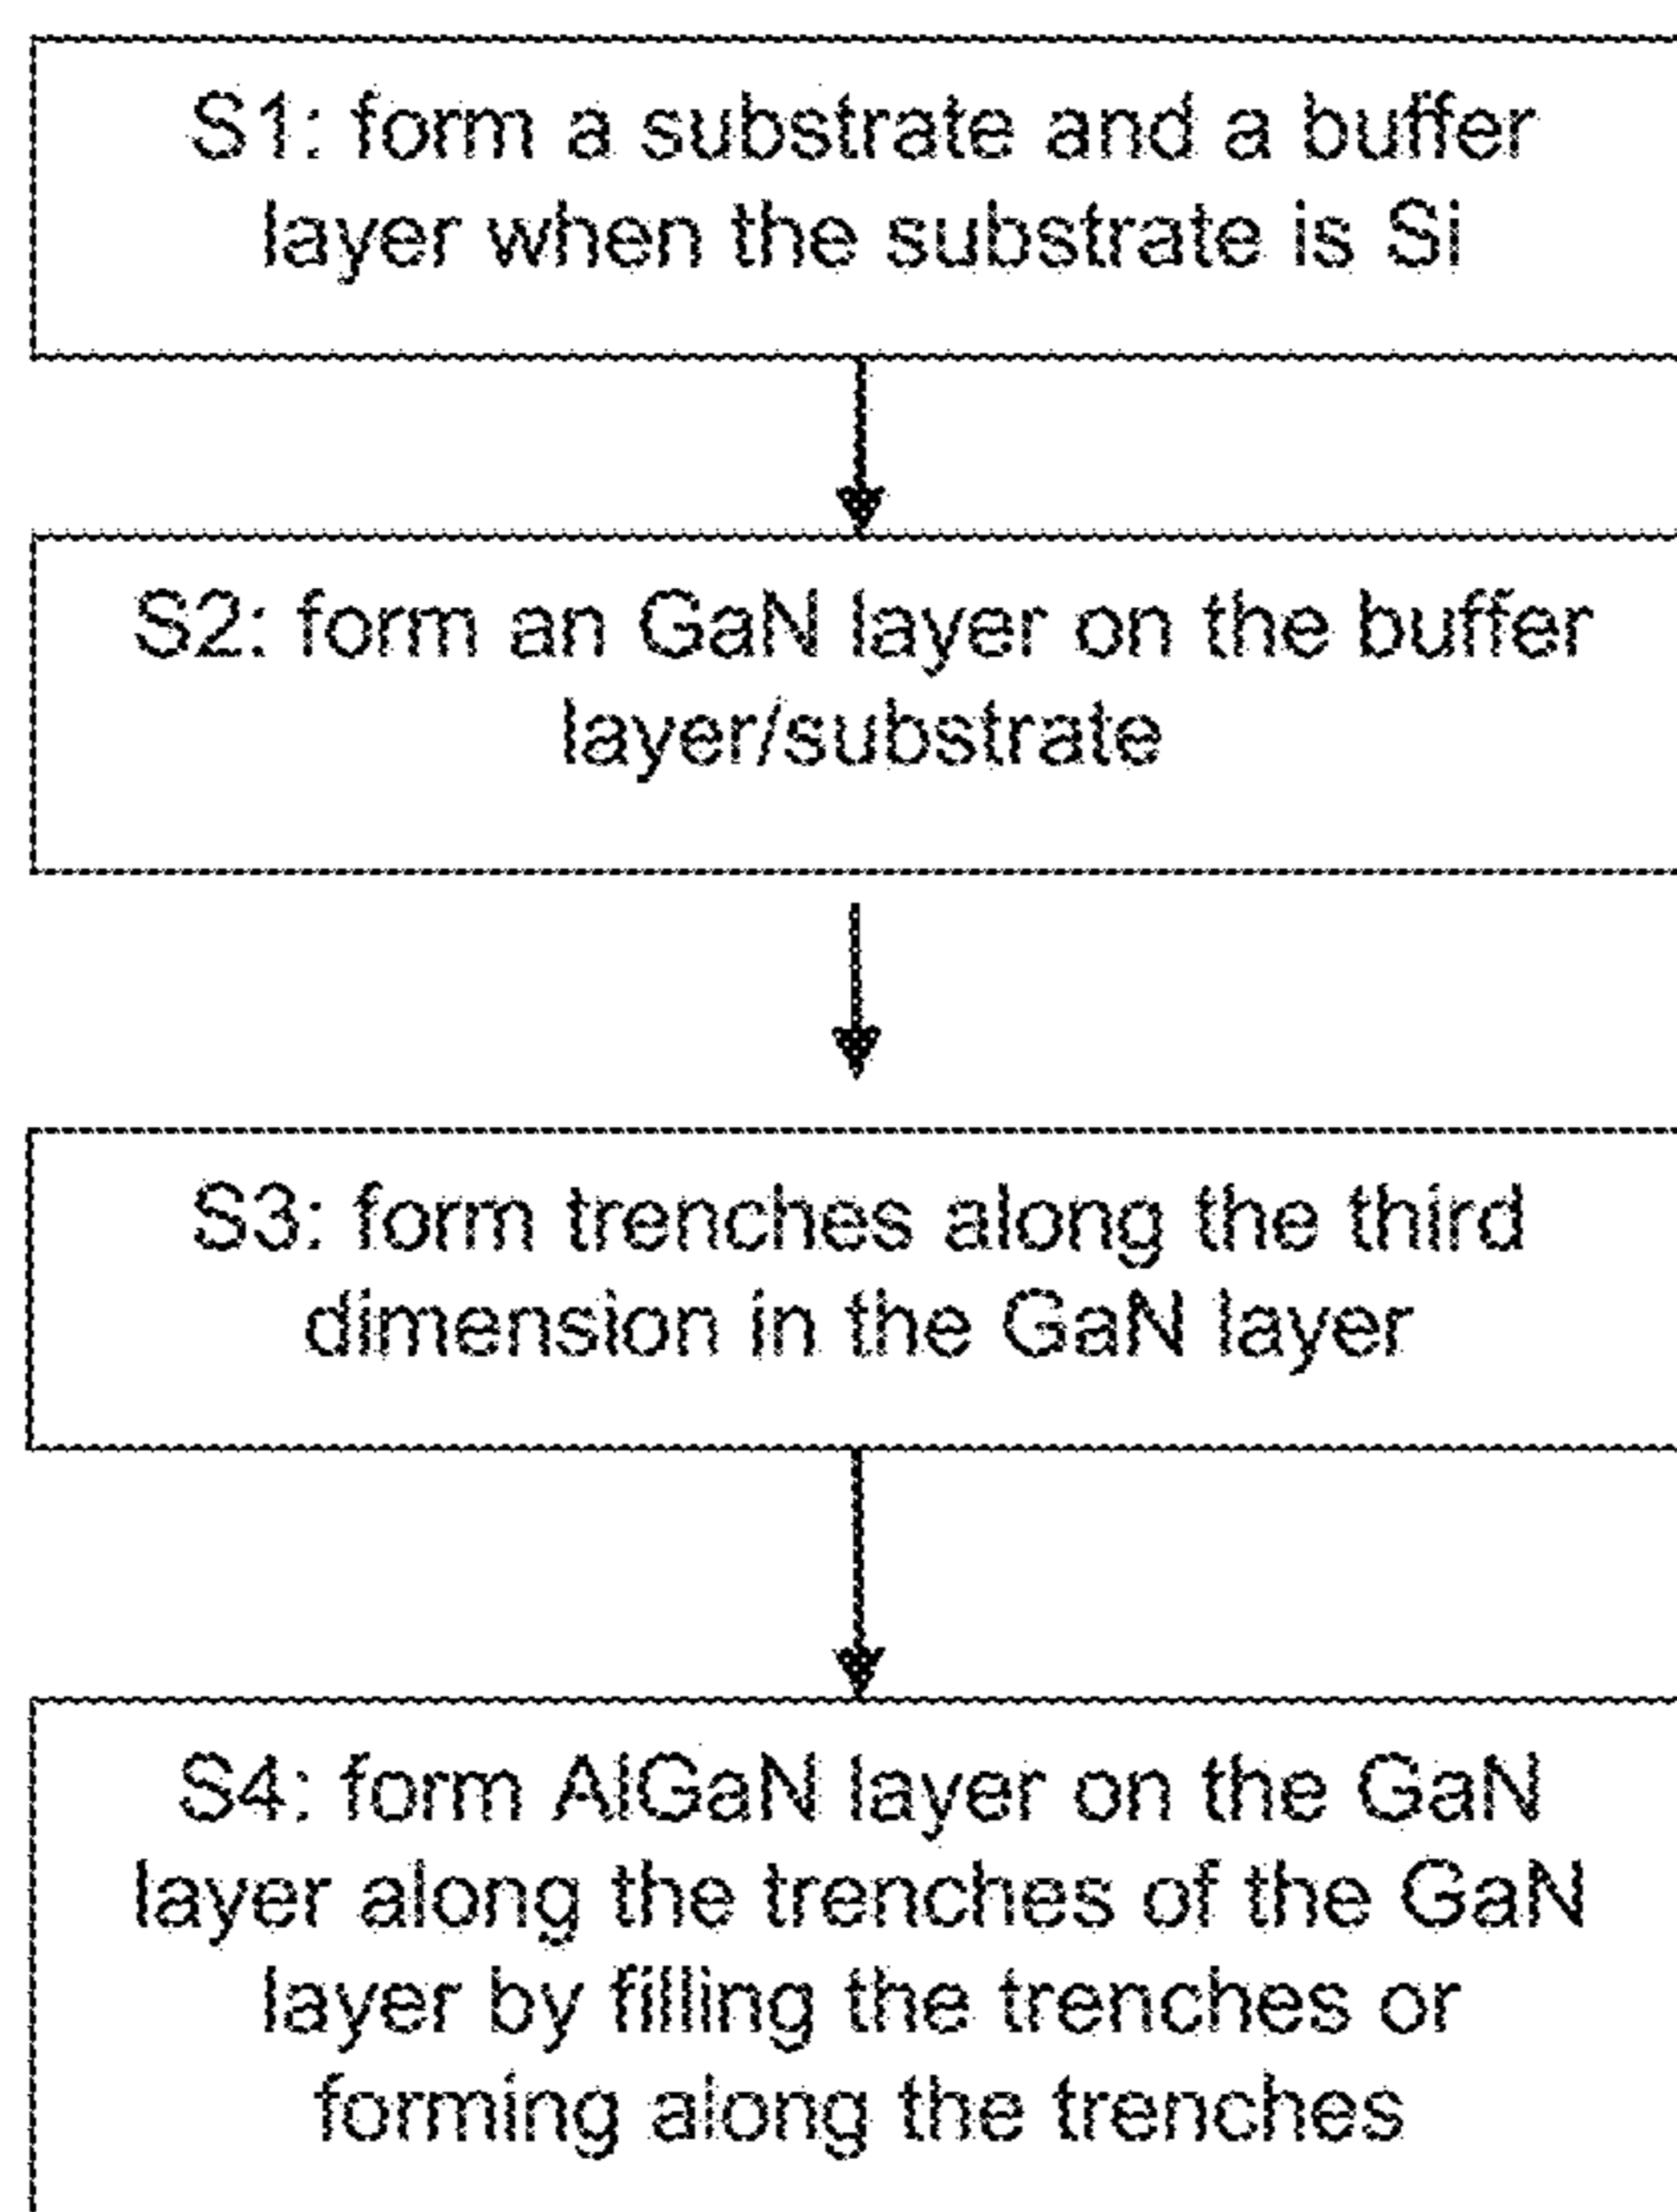 S1: form a substrate and a buffer
layer when the substrate is Si
S2: form an GaN layer on the buffer
layer/substrate
S3: form trenches along the third
dimension in the GaN layer
S4: form AlGaN layer on the GaN
layer along the trenches of the GaN
layer by filling the trenches or
forming along the trenches